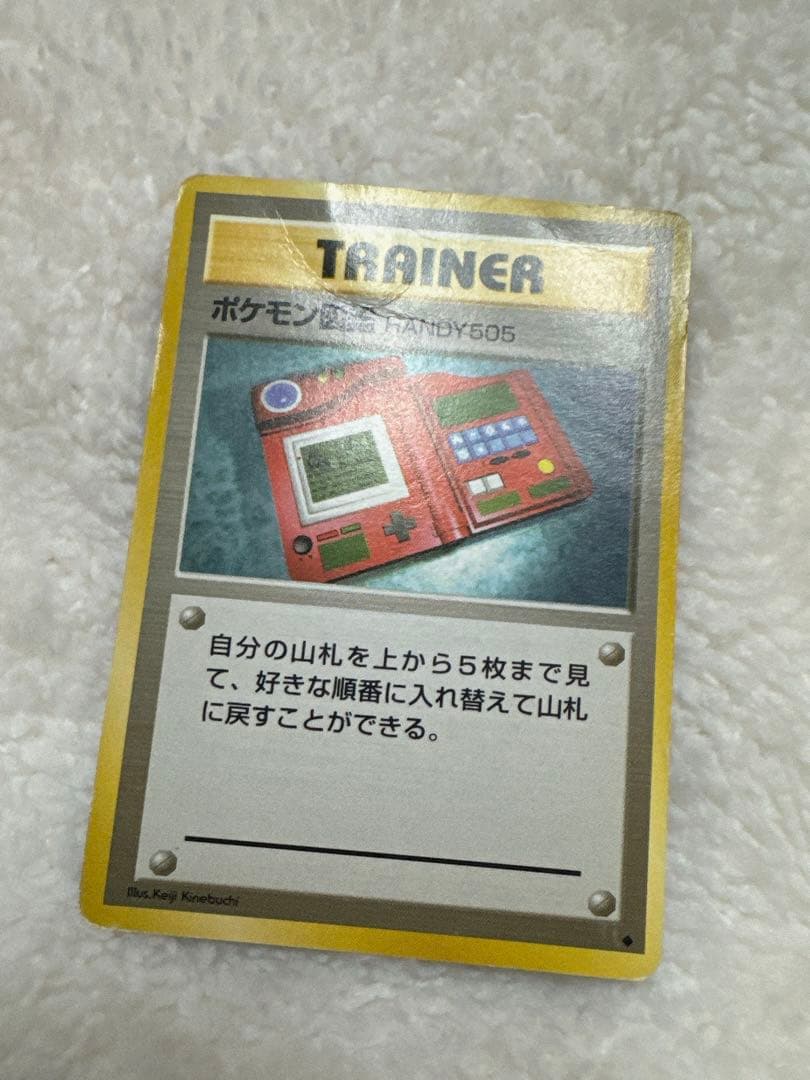 TRAINER
ポケモン図鑑 HANDY505
自分の山札を上から5枚まで見
て、好きな順番に入れ替えて山札
に戻すことができる。
Illus. Keiji Kinebuchi